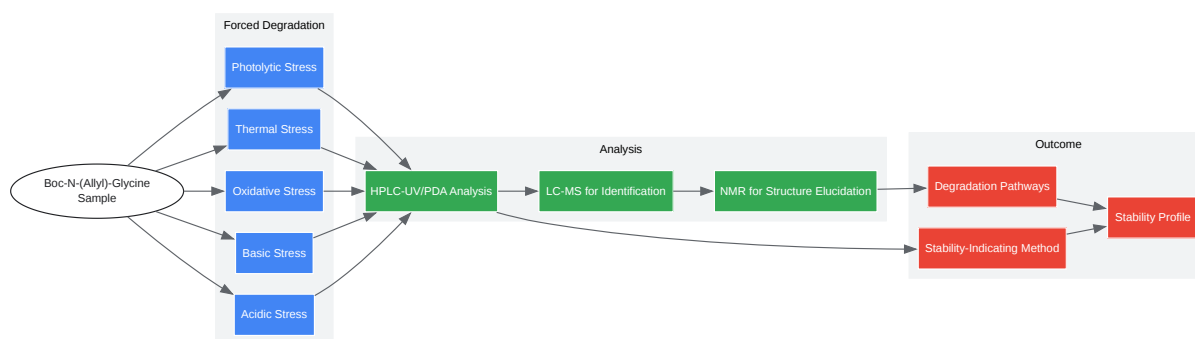 Forced Degradation
Photolytic Stress
Thermal Stress
Boc-N-(Allyl)-Glycine
Sample
Oxidative Stress
Basic Stress
Acidic Stress
Analysis
HPLC-UV/PDA Analysis
LC-MS for Identification
NMR for Structure Elucidation
Outcome
Degradation Pathways
Stability-Indicating Method
Stability Profile